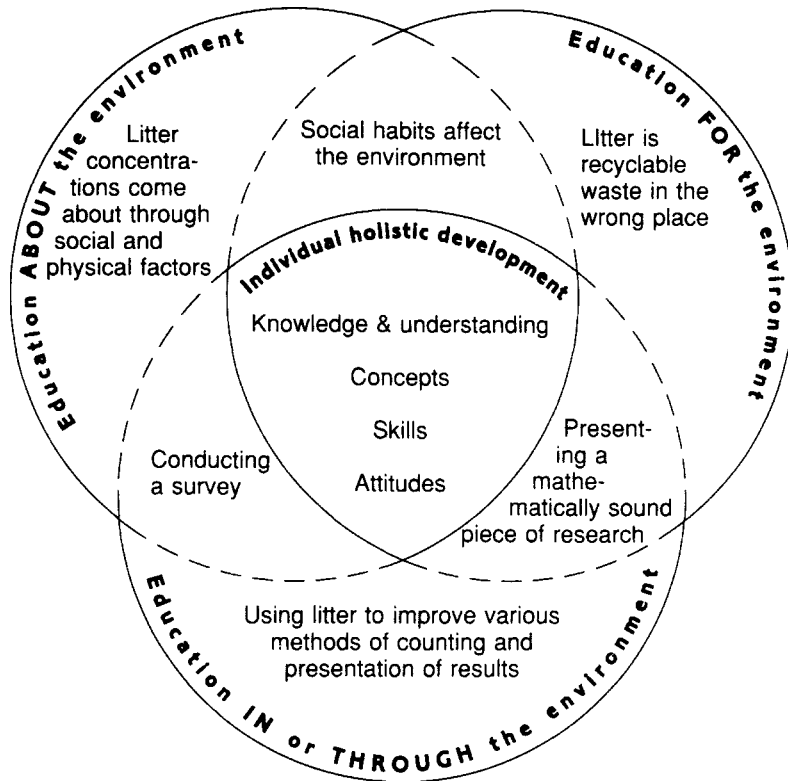 Education ABOUT the environment
Education FOR the environment
Litter
concentra-
tions come
about through
social and
physical factors
Social habits affect
the environment
LItter is
recyclable
waste in the
wrong place
Individual holistic development
Knowledge & understanding
Concepts
Skills
Attitudes
Conducting
a survey
Present-
ing a
mathe-
matically sound
piece of research
Using litter to improve various
methods of counting and
presentation of results
Education IN or THROUGH the environment